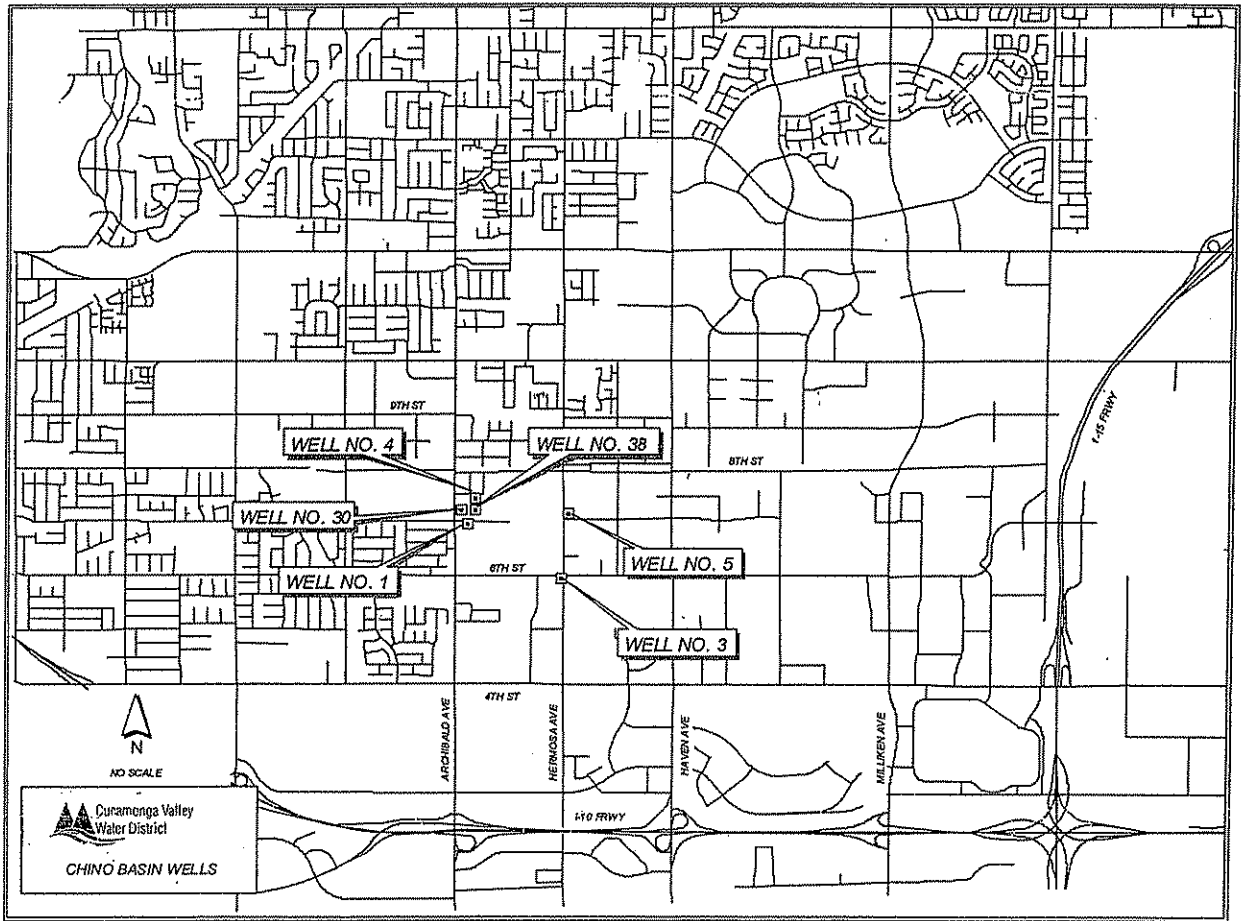 9TH ST
WELL NO. 4
WELL NO. 38
8TH ST
I-15 FRWY
WELL NO. 30
WELL NO. 5
6TH ST
WELL NO. 1
WELL NO. 3
4TH ST
ARCHIBALD AVE
HERMOSA AVE
HAVEN AVE
MILLIKEN AVE
N
NO SCALE
I-10 FRWY
Cucamonga Valley
Water District
CHINO BASIN WELLS